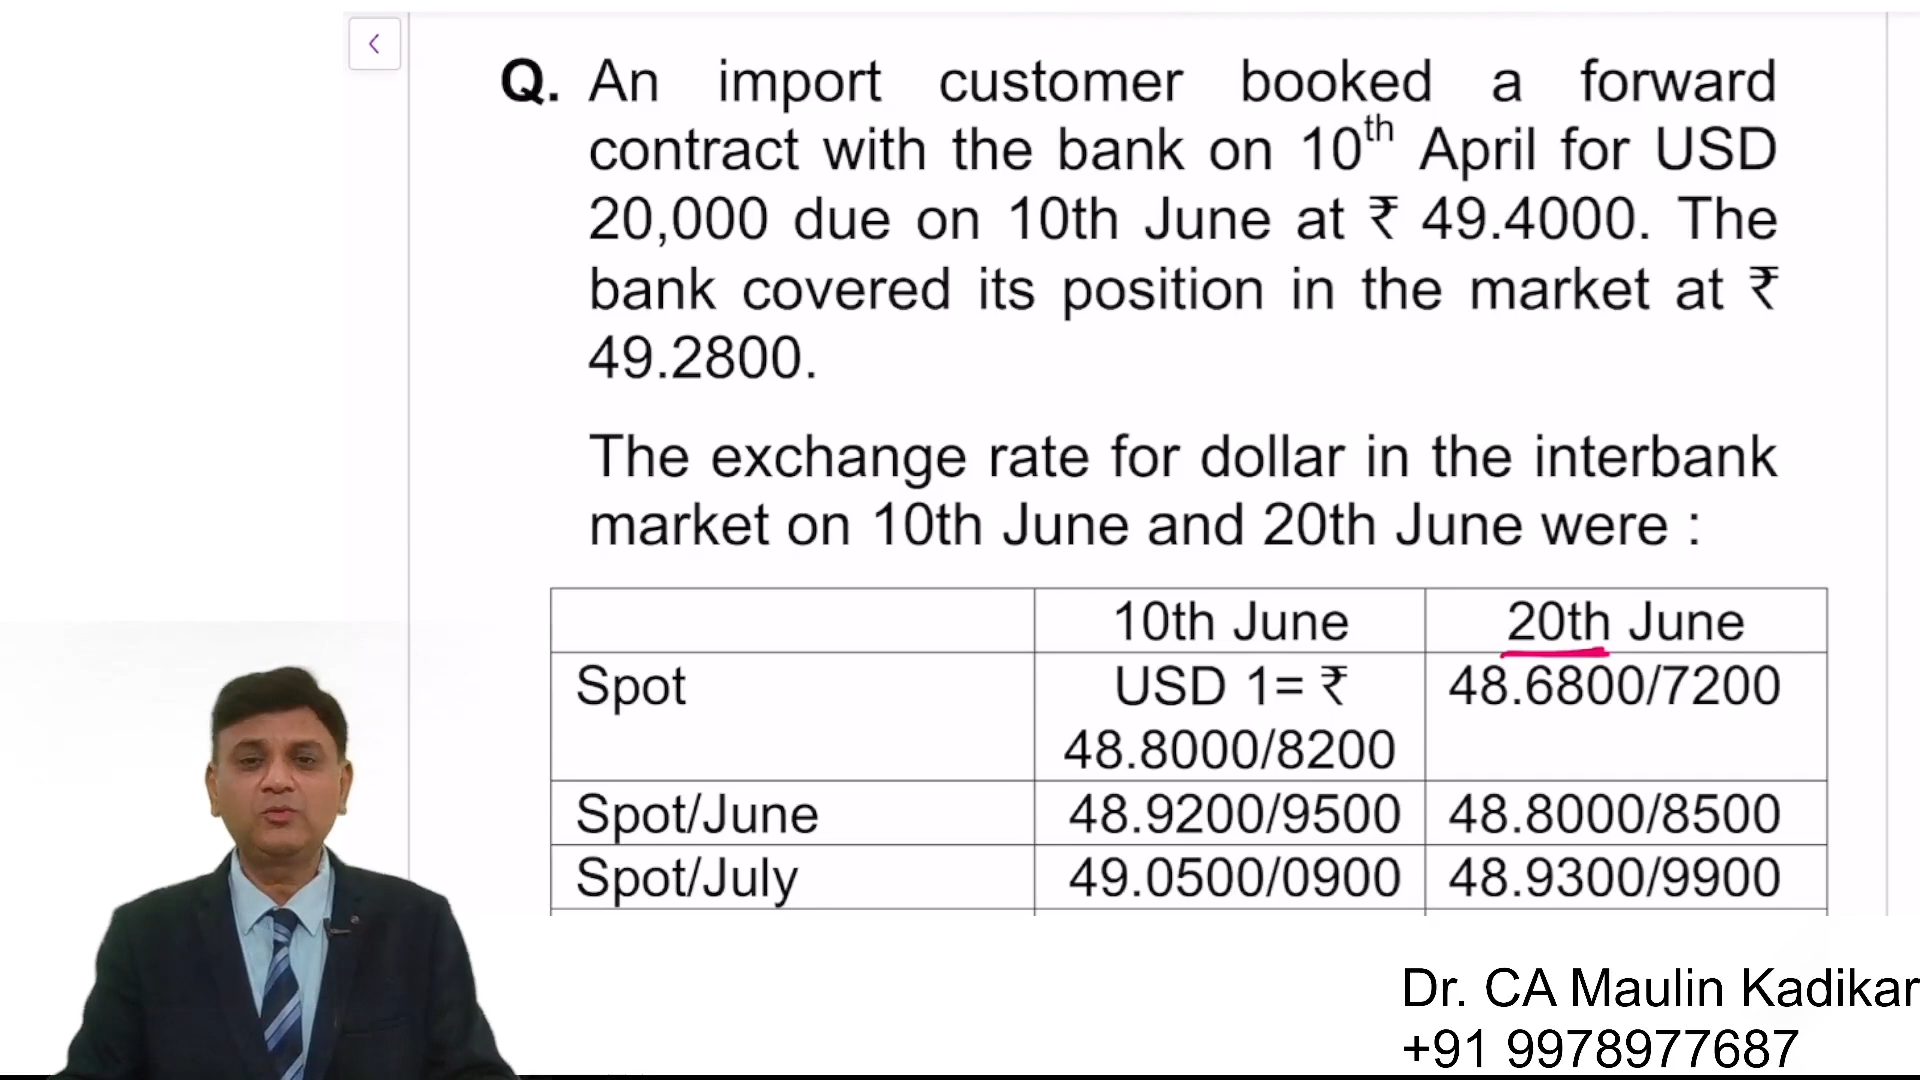 Q. An import customer booked a forward
contract with the bank on 10th April for USD
20,000 due on 10th June at ₹ 49.4000. The
bank covered its position in the market at ₹
49.2800.
The exchange rate for dollar in the interbank
market on 10th June and 20th June were :
10th June 20th June
Spot USD 1= ₹ 48.6800/7200
48.8000/8200
Spot/June 48.9200/9500 48.8000/8500
Spot/July 49.0500/0900 48.9300/9900
Dr. CA Maulin Kadikar
+91 9978977687